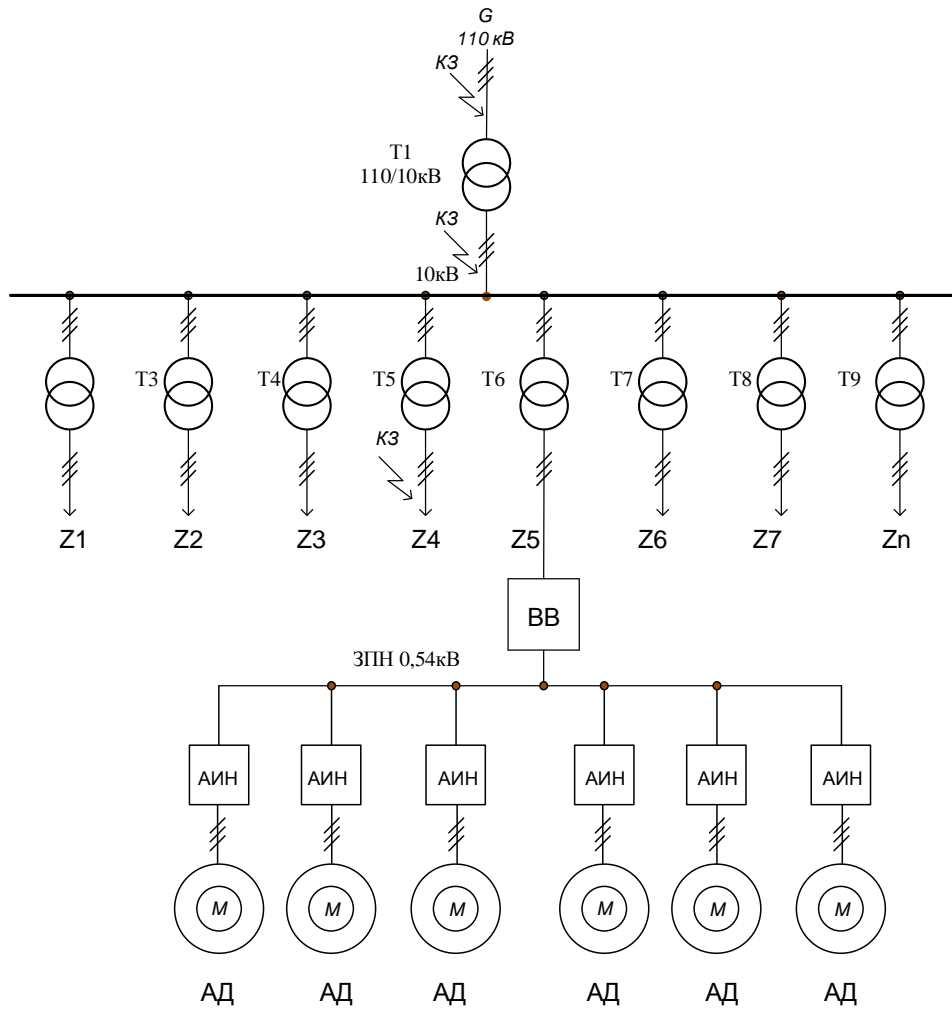 G
110 кВ
КЗ
Т1
110/10кВ
КЗ
10кВ
Т3
Т4
Т5
Т6
Т7
Т8
Т9
КЗ
Z1
Z2
Z3
Z4
Z5
Z6
Z7
Zn
ВВ
ЗПН 0,54кВ
АИН
АИН
АИН
АИН
АИН
АИН
М
М
М
М
М
М
АД
АД
АД
АД
АД
АД